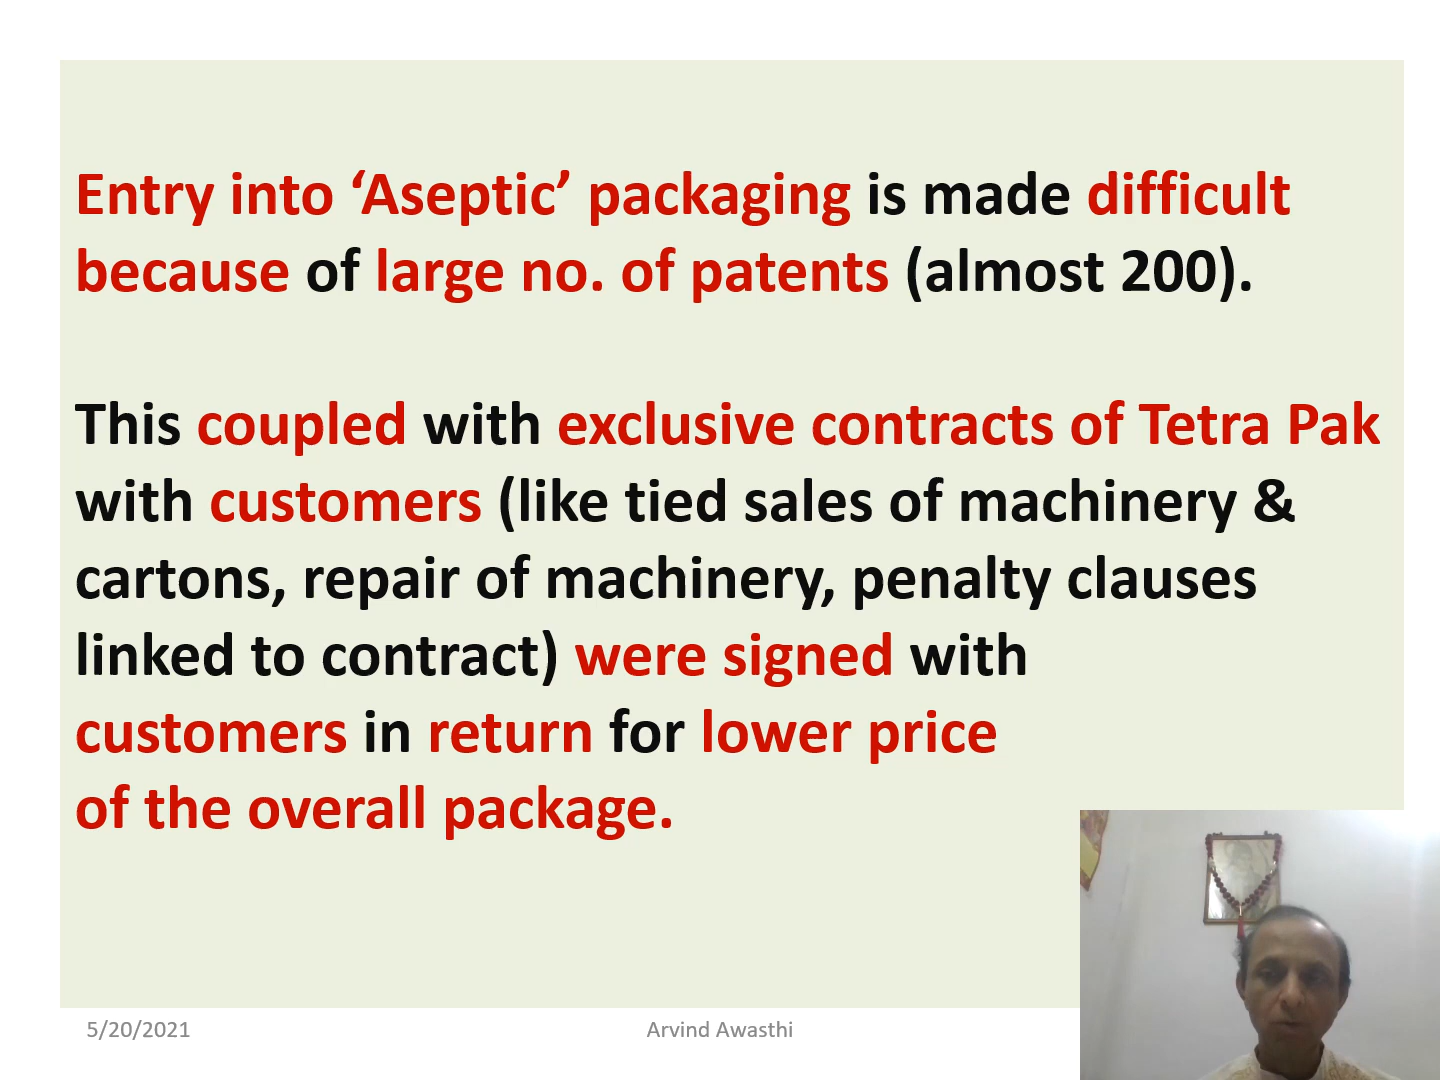 Entry into ‘Aseptic’ packaging is made difficult
because of large no. of patents (almost 200).
This coupled with exclusive contracts of Tetra Pak
with customers (like tied sales of machinery &
cartons, repair of machinery, penalty clauses
linked to contract) were signed with
customers in return for lower price
of the overall package.
5/20/2021
Arvind Awasthi